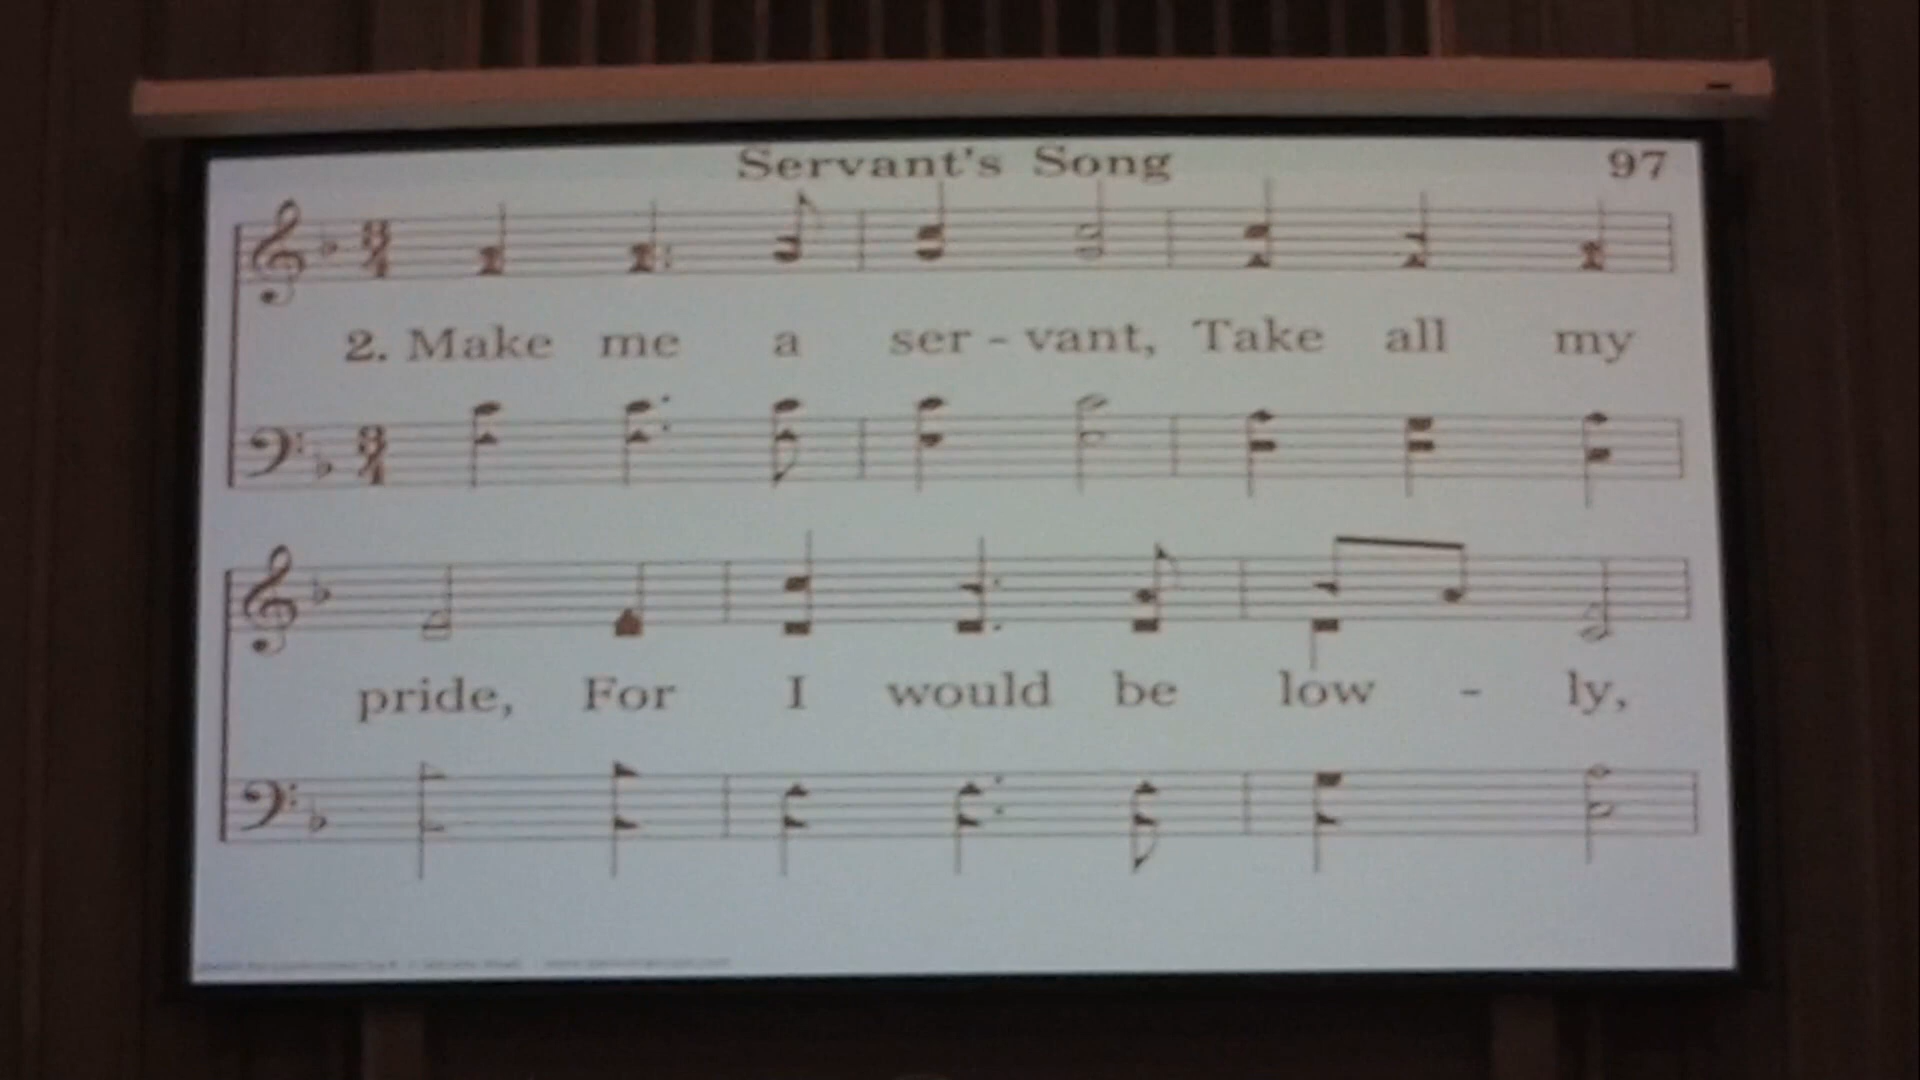 Servant's Song 97
2. Make me a ser - vant, Take all my
pride, For I would be low - ly,